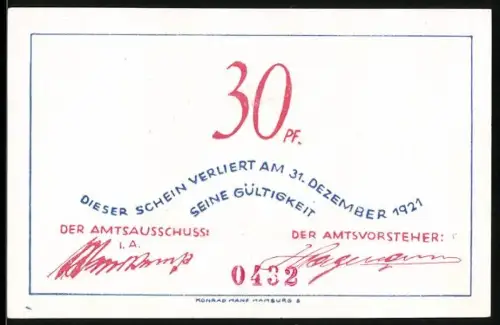 30 PF.
DIESER SCHEIN VERLIERT AM 31. DEZEMBER 1921
SEINE GÜLTIGKEIT
DER AMTSAUSSCHUSS:
I. A.
DER AMTSVORSTEHER:
0432
KONRAD HANF HAMBURG 8